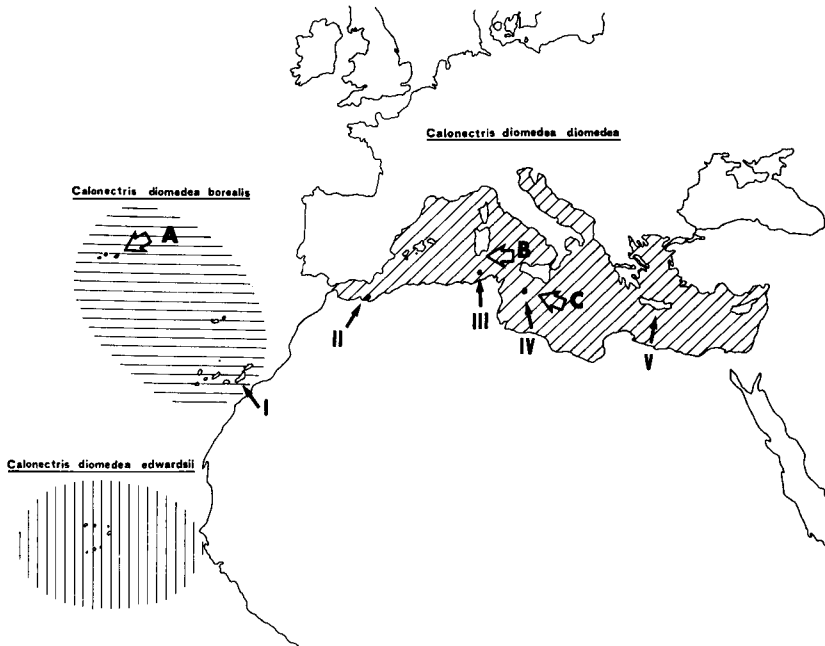 Calonectris diomedea diomedea
Calonectris diomedea borealis
A
B
C
II
III
IV
V
I
Calonectris diomedea edwardsii